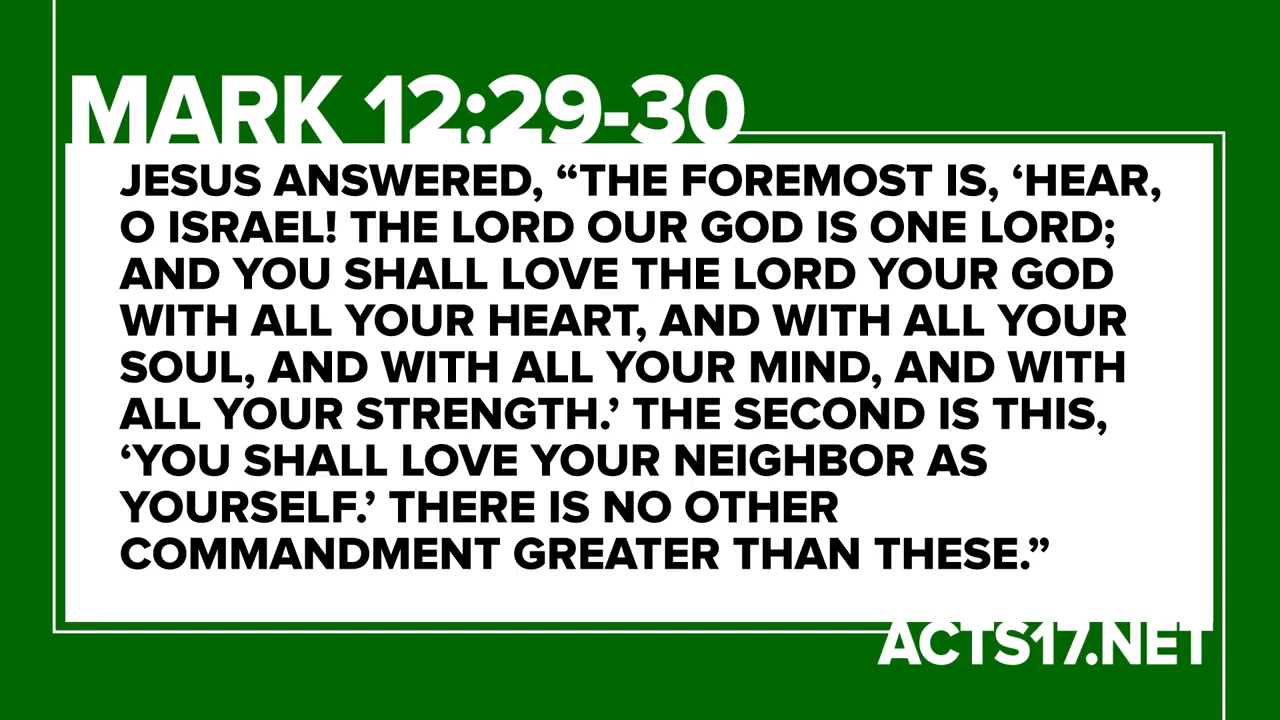 MARK 12:29-30
JESUS ANSWERED, “THE FOREMOST IS, ‘HEAR,
O ISRAEL! THE LORD OUR GOD IS ONE LORD;
AND YOU SHALL LOVE THE LORD YOUR GOD
WITH ALL YOUR HEART, AND WITH ALL YOUR
SOUL, AND WITH ALL YOUR MIND, AND WITH
ALL YOUR STRENGTH.’ THE SECOND IS THIS,
‘YOU SHALL LOVE YOUR NEIGHBOR AS
YOURSELF.’ THERE IS NO OTHER
COMMANDMENT GREATER THAN THESE.”
ACTS17.NET